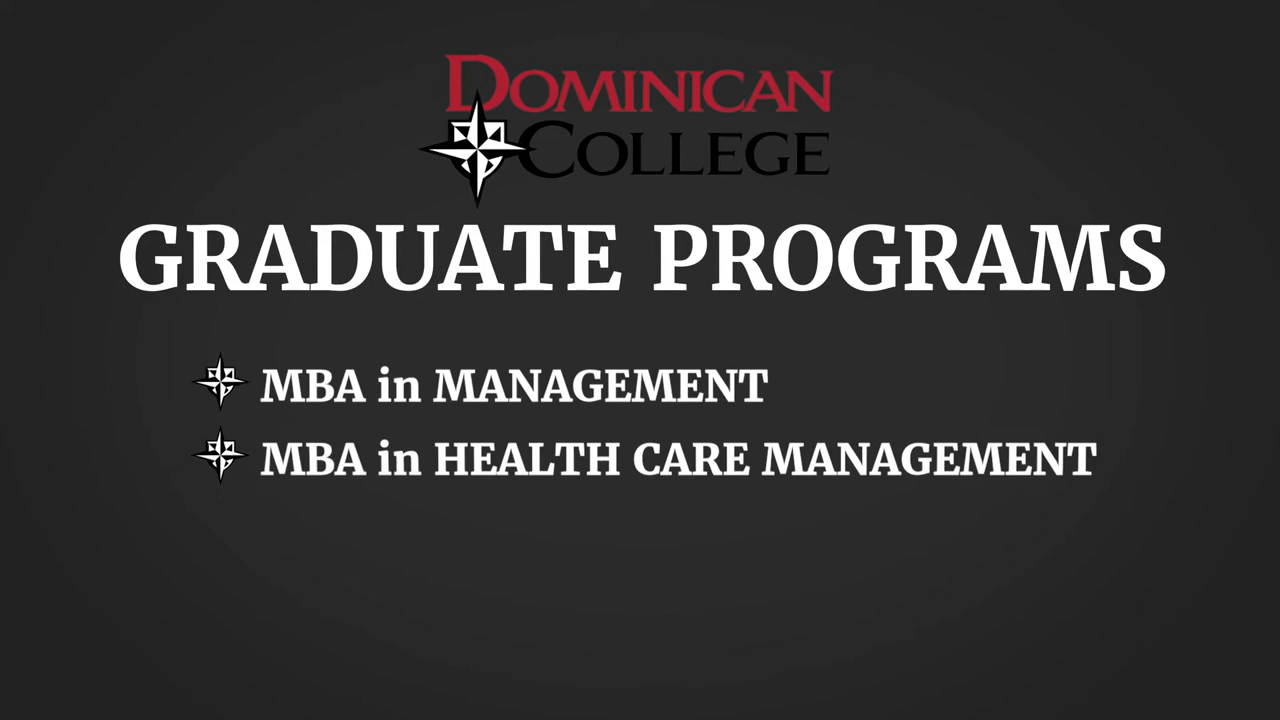 DOMINICAN
COLLEGE
GRADUATE PROGRAMS
MBA in MANAGEMENT
MBA in HEALTH CARE MANAGEMENT